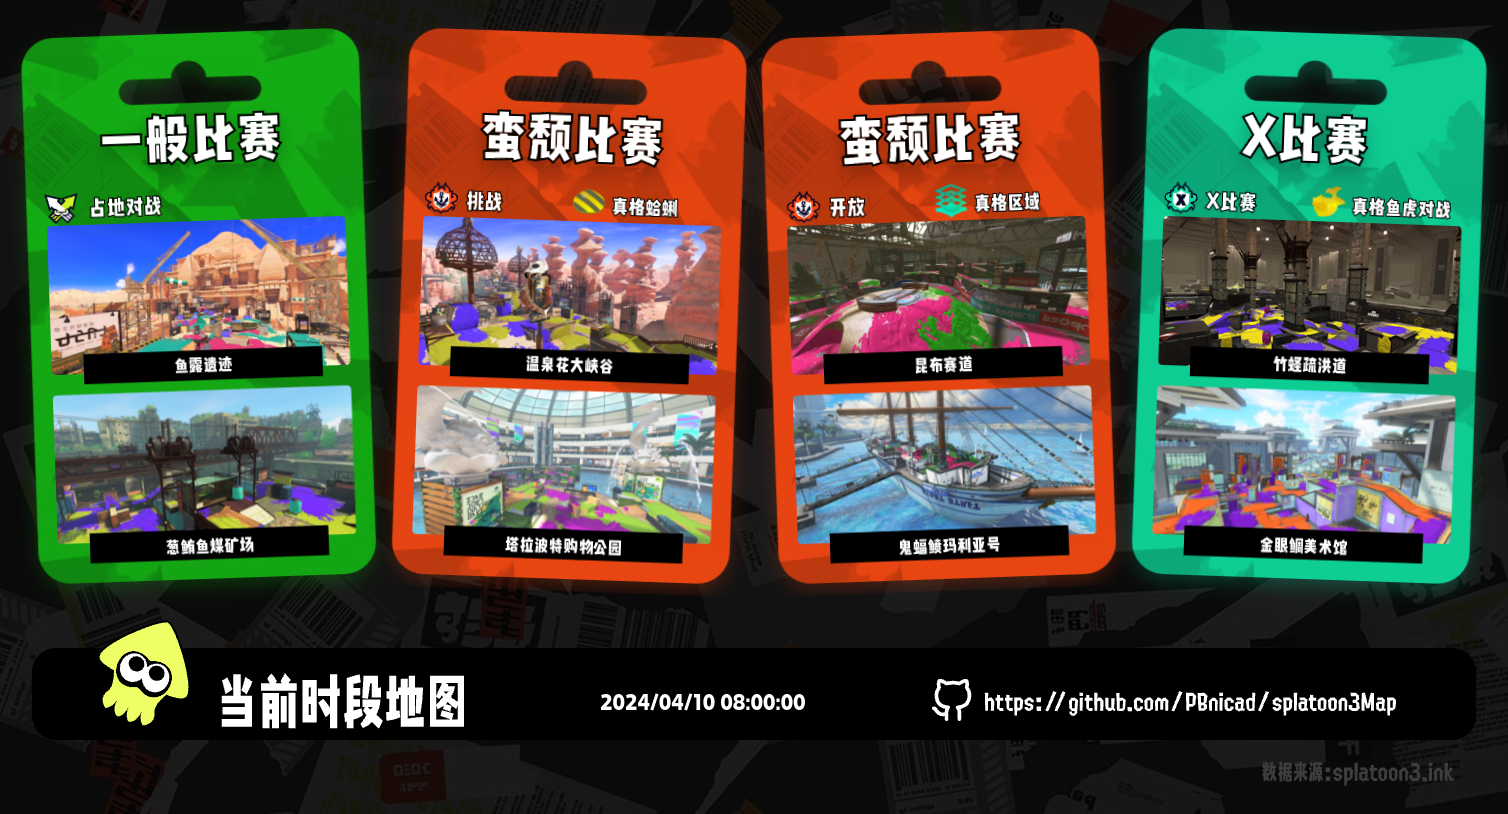 一般比赛
占地对战
鱼露遗迹
葱鲔鱼煤矿场
蛮颓比赛
挑战
真格蛤蜊
温泉花大峡谷
塔拉波特购物公园
蛮颓比赛
开放
真格区域
昆布赛道
鬼蝠鲼玛利亚号
X比赛
X比赛
真格鱼虎对战
竹蛏疏洪道
金眼鲷美术馆
当前时段地图
2024/04/10 08:00:00
https://github.com/PBnicad/splatoon3Map
数据来源:splatoon3.ink